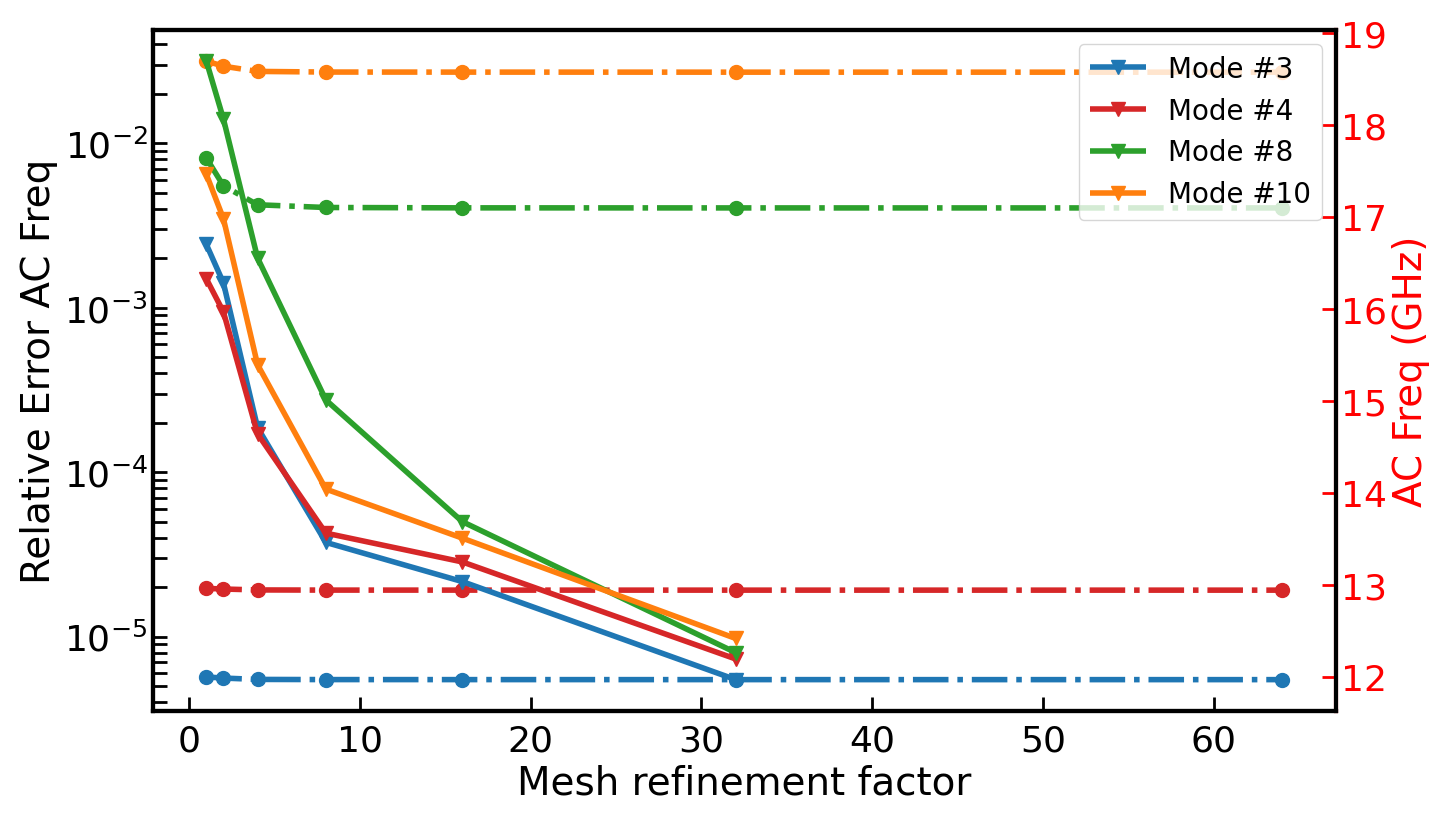 Relative Error AC Freq
10⁻²
10⁻³
10⁻⁴
10⁻⁵
0 10 20 30 40 50 60
Mesh refinement factor
19
18
17
16
15
14
13
12
AC Freq (GHz)
Mode #3
Mode #4
Mode #8
Mode #10